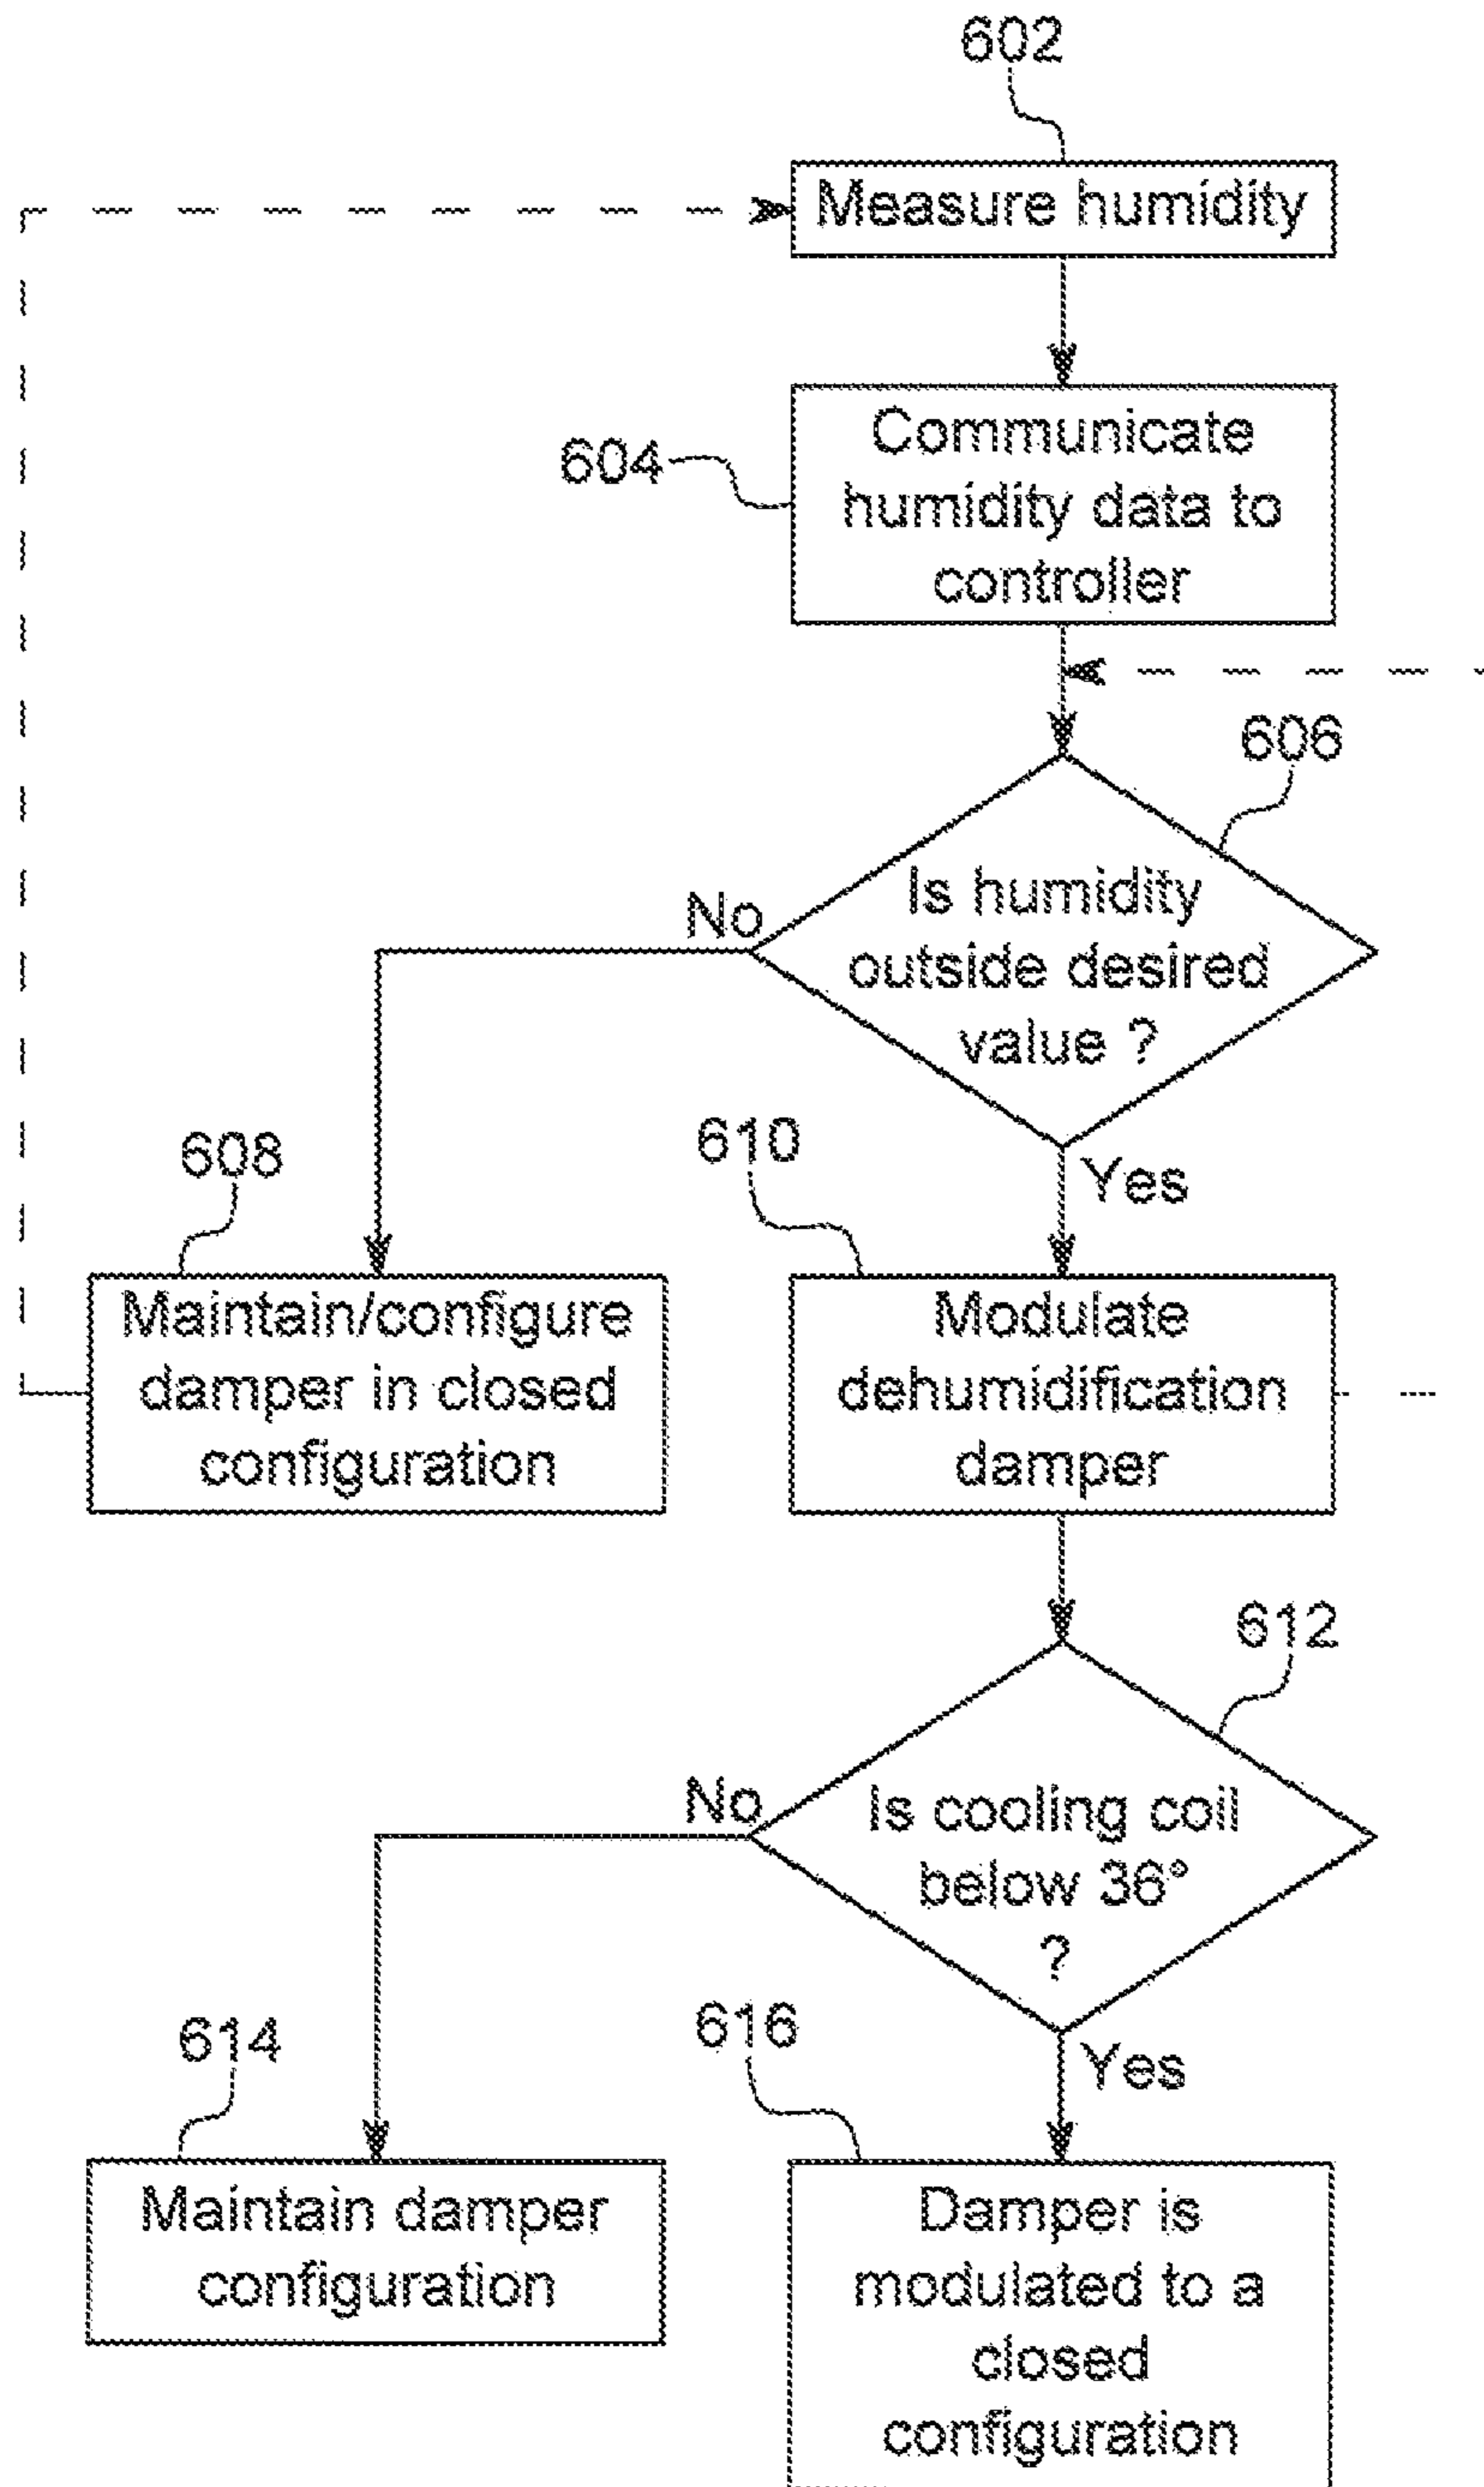 602
Measure humidity
604
Communicate
humidity data to
controller
606
Is humidity
outside desired
value ?
No
Yes
608
Maintain/configure
damper in closed
configuration
610
Modulate
dehumidification
damper
612
Is cooling coil
below 36°
?
No
Yes
614
Maintain damper
configuration
616
Damper is
modulated to a
closed
configuration